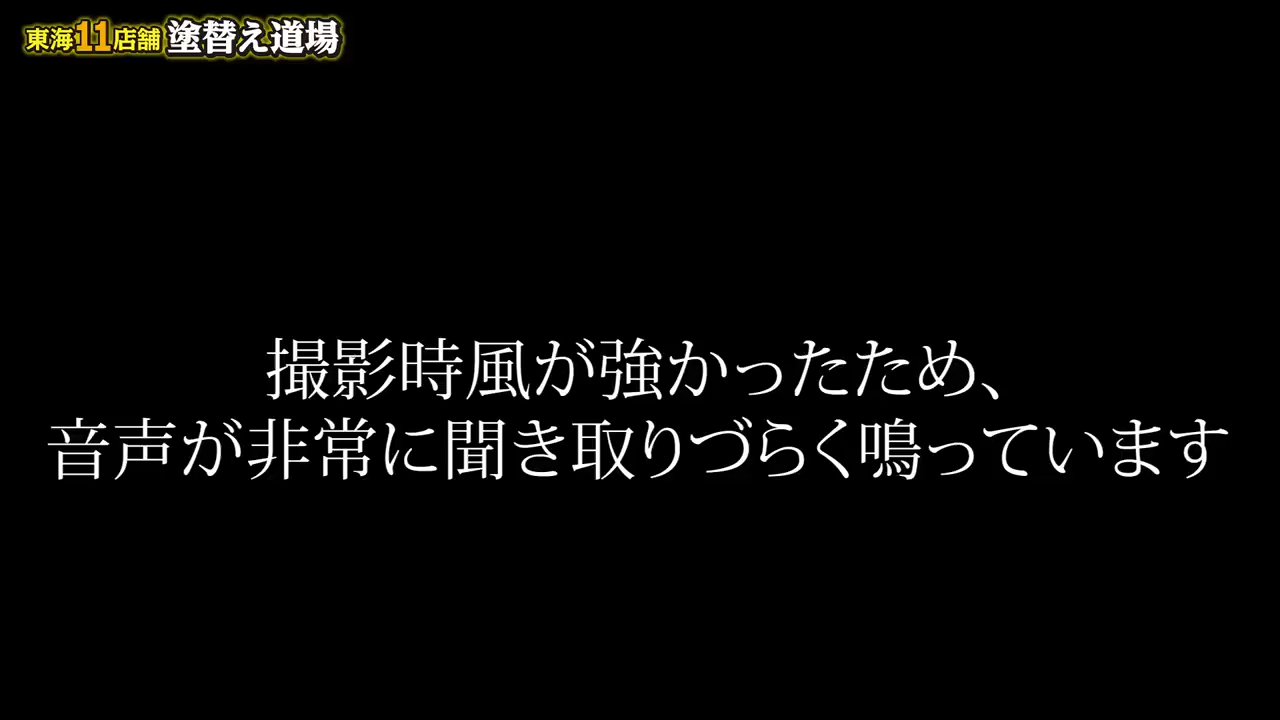 東海11店舗 塗替え道場
撮影時風が強かったため、
音声が非常に聞き取りづらく鳴っています